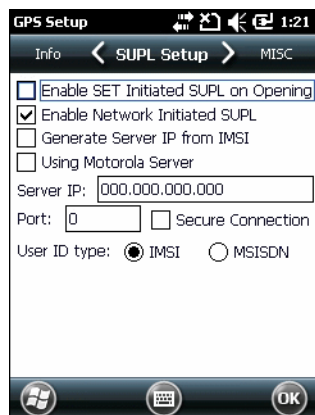 GPS Setup 1:21
Info SUPL Setup MISC
Enable SET Initiated SUPL on Opening
Enable Network Initiated SUPL
Generate Server IP from IMSI
Using Motorola Server
Server IP: 000.000.000.000
Port: 0 Secure Connection
User ID type: IMSI MSISDN
OK